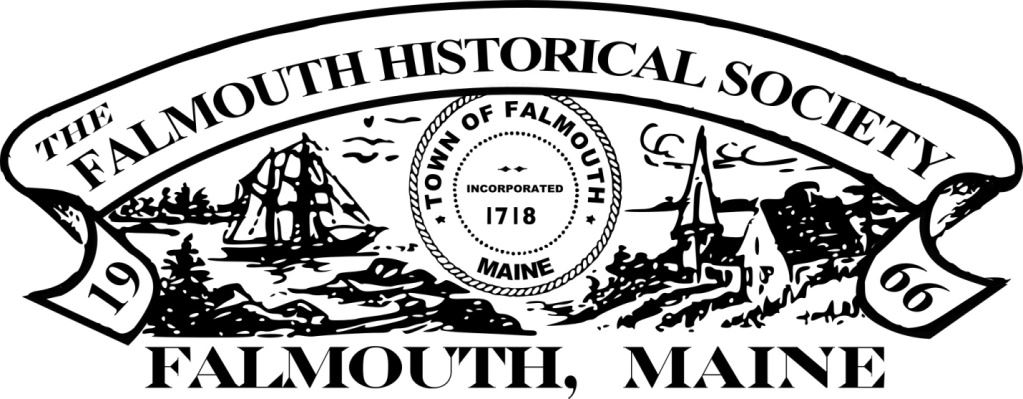 THE
FALMOUTH HISTORICAL SOCIETY
19
66
TOWN OF FALMOUTH
INCORPORATED
1718
MAINE
FALMOUTH, MAINE